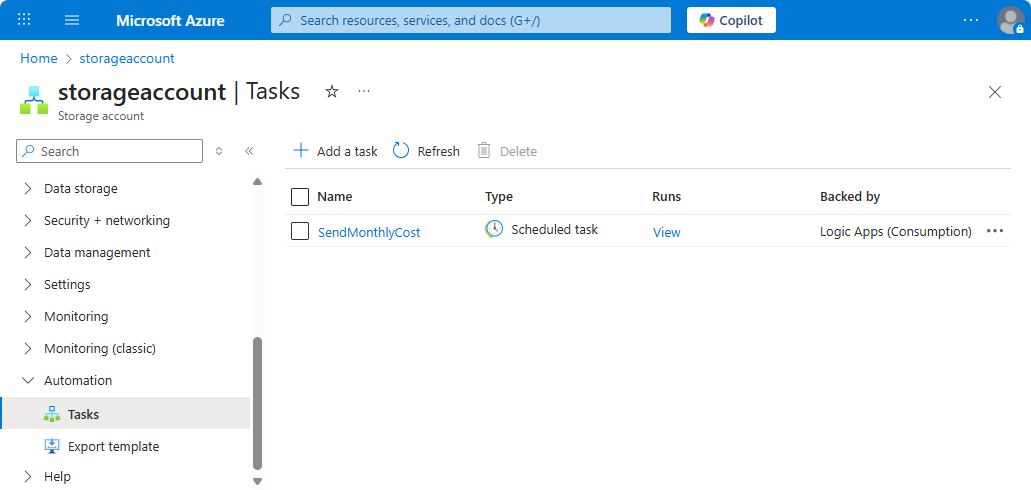 Microsoft Azure
Search resources, services, and docs (G+/)
Copilot
Home > storageaccount
storageaccount | Tasks
Storage account
Search
Add a task
Refresh
Delete
Data storage
Security + networking
Data management
Settings
Monitoring
Monitoring (classic)
Automation
Tasks
Export template
Help
Name Type Runs Backed by
SendMonthlyCost Scheduled task View Logic Apps (Consumption)